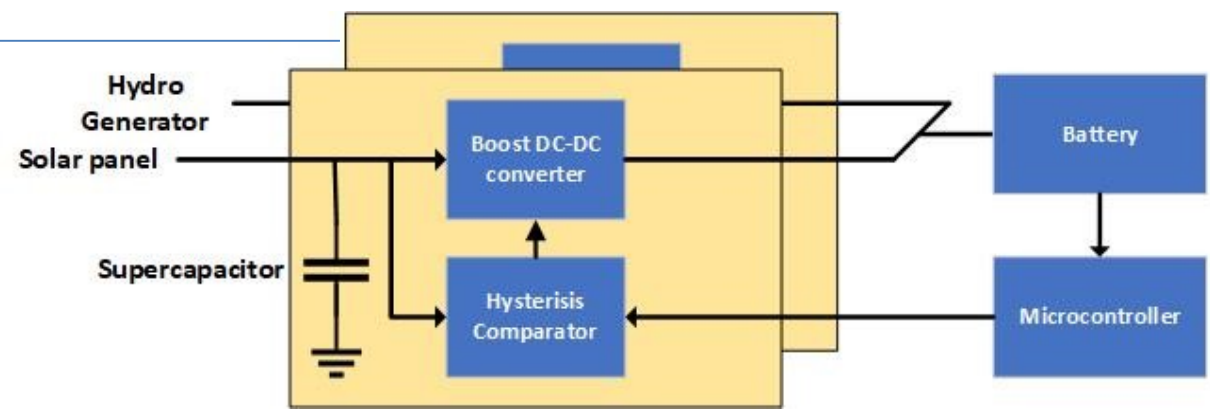 Hydro
Generator
Solar panel
Supercapacitor
Boost DC-DC
converter
Hysterisis
Comparator
Battery
Microcontroller